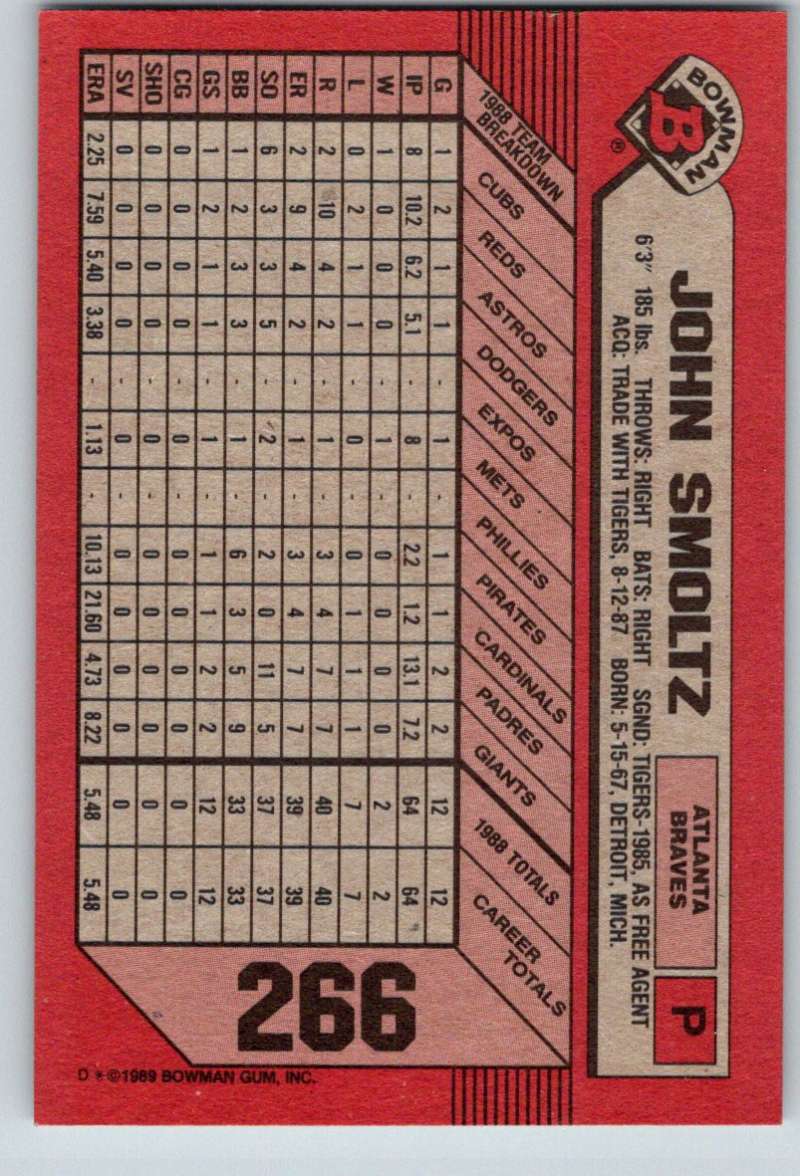 BOWMAN
B
®
JOHN SMOLTZ
ATLANTA
BRAVES
P
6'3" 185 lbs. THROWS: RIGHT BATS: RIGHT SGND: TIGERS-1985, AS FREE AGENT
ACQ: TRADE WITH TIGERS, 8-12-87 BORN: 5-15-67, DETROIT, MICH.
1988 TEAM
BREAKDOWN
CUBS
REDS
ASTROS
DODGERS
EXPOS
METS
PHILLIES
PIRATES
CARDINALS
PADRES
GIANTS
1988 TOTALS
CAREER
TOTALS
G 1 2 1 1 - 1 - 1 1 2 2 12 12
IP 8 10.2 6.2 5.1 - 8 - 2.2 1.2 13.1 7.2 64 64
W 1 0 0 0 - 1 - 0 0 0 0 2 2
L 0 2 1 1 - 0 - 0 1 1 1 7 7
R 2 10 4 2 - 1 - 3 4 7 7 40 40
ER 2 9 4 2 - 1 - 3 4 7 7 39 39
SO 6 3 3 5 - 2 - 2 0 11 5 37 37
BB 1 2 3 3 - 1 - 6 3 5 9 33 33
GS 1 2 1 1 - 1 - 1 1 2 2 12 12
CG 0 0 0 0 - 0 - 0 0 0 0 0 0
SHO 0 0 0 0 - 0 - 0 0 0 0 0 0
SV 0 0 0 0 - 0 - 0 0 0 0 0 0
ERA 2.25 7.59 5.40 3.38 - 1.13 - 10.13 21.60 4.73 8.22 5.48 5.48
266
D * ©1989 BOWMAN GUM, INC.